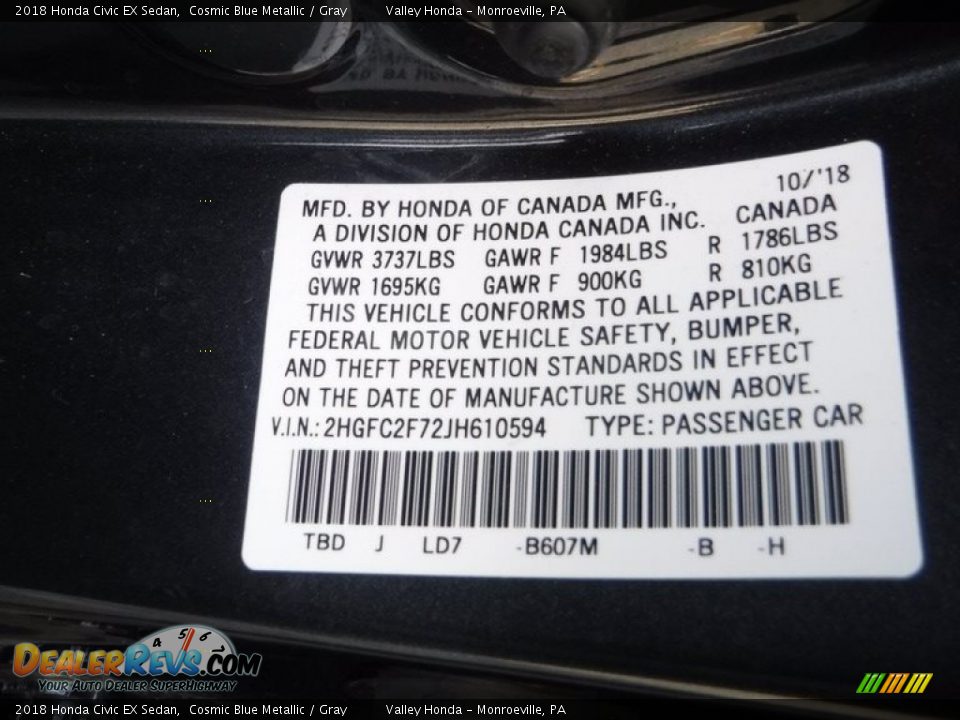 2018 Honda Civic EX Sedan, Cosmic Blue Metallic / Gray Valley Honda - Monroeville, PA
10/'18
MFD. BY HONDA OF CANADA MFG.,
A DIVISION OF HONDA CANADA INC. CANADA
GVWR 3737LBS GAWR F 1984LBS R 1786LBS
GVWR 1695KG GAWR F 900KG R 810KG
THIS VEHICLE CONFORMS TO ALL APPLICABLE
FEDERAL MOTOR VEHICLE SAFETY, BUMPER,
AND THEFT PREVENTION STANDARDS IN EFFECT
ON THE DATE OF MANUFACTURE SHOWN ABOVE.
V.I.N.: 2HGFC2F72JH610594 TYPE: PASSENGER CAR
TBD J LD7 -B607M -B -H
4 5 6 7
DEALERREVS.COM
Your Auto Dealer SuperHighway
2018 Honda Civic EX Sedan, Cosmic Blue Metallic / Gray Valley Honda - Monroeville, PA